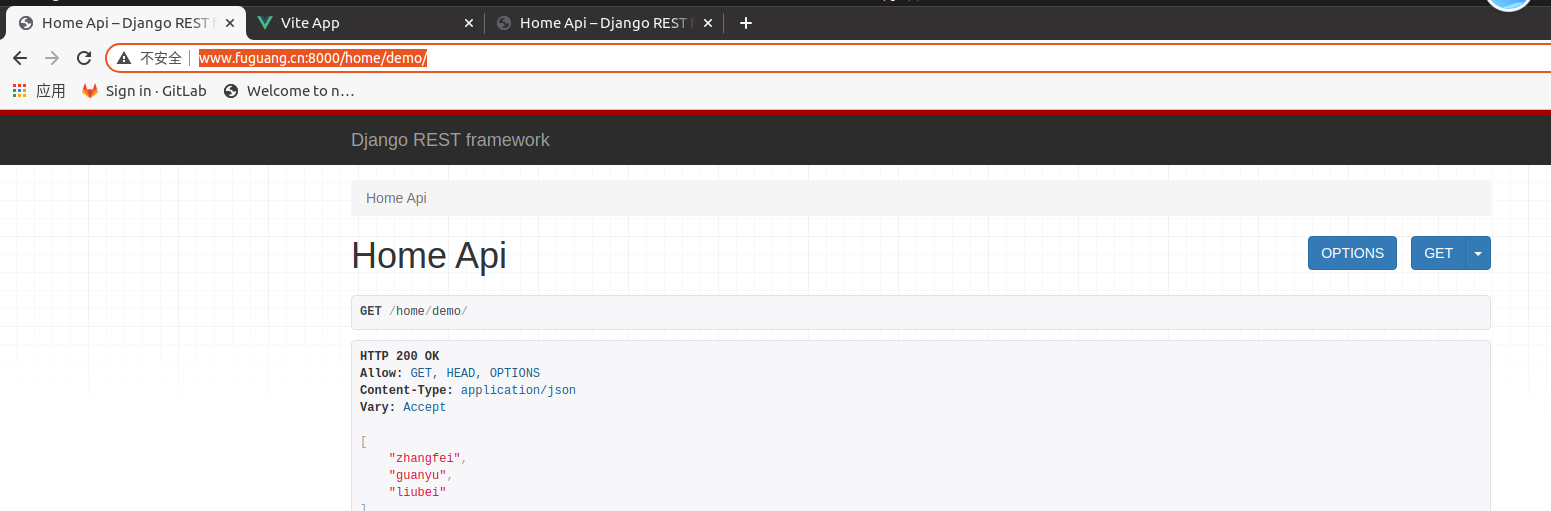 Home Api – Django REST f
Vite App
Home Api – Django REST f
不安全 www.fuguang.cn:8000/home/demo/
应用 Sign in · GitLab Welcome to n…
Django REST framework
Home Api
Home Api OPTIONS GET
GET /home/demo/
HTTP 200 OK
Allow: GET, HEAD, OPTIONS
Content-Type: application/json
Vary: Accept
[
"zhangfei",
"guanyu",
"liubei"
]